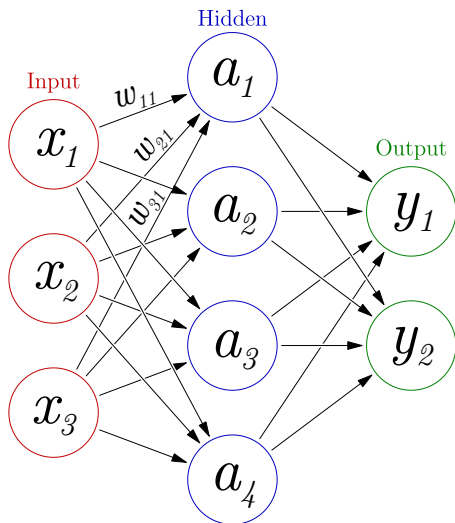 Hidden
Input
Output
w₁₁
w₂₁
w₃₁
x₁
x₂
x₃
a₁
a₂
a₃
a₄
y₁
y₂